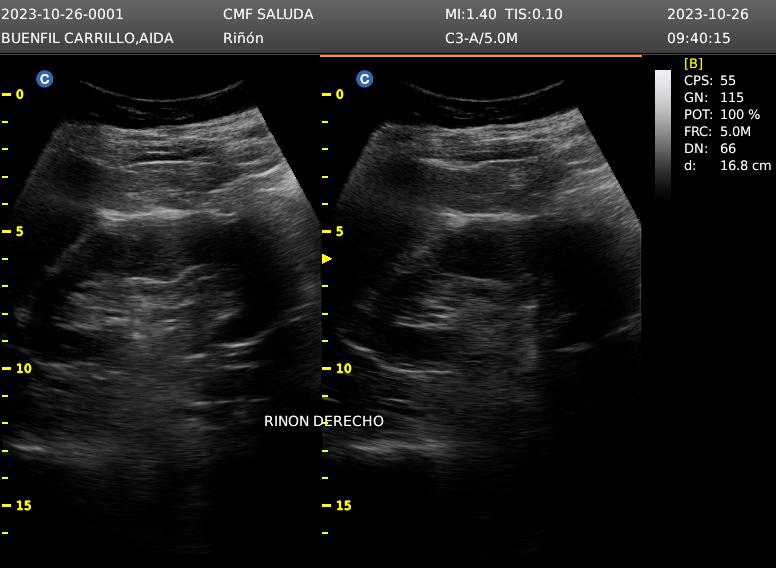 2023-10-26-0001 CMF SALUDA MI:1.40 TIS:0.10 2023-10-26
BUENFIL CARRILLO,AIDA Riñón C3-A/5.0M 09:40:15
C C
[B]
CPS: 55
GN: 115
POT: 100 %
FRC: 5.0M
DN: 66
d: 16.8 cm
0 0
5 5
10 10
RINON DERECHO
15 15